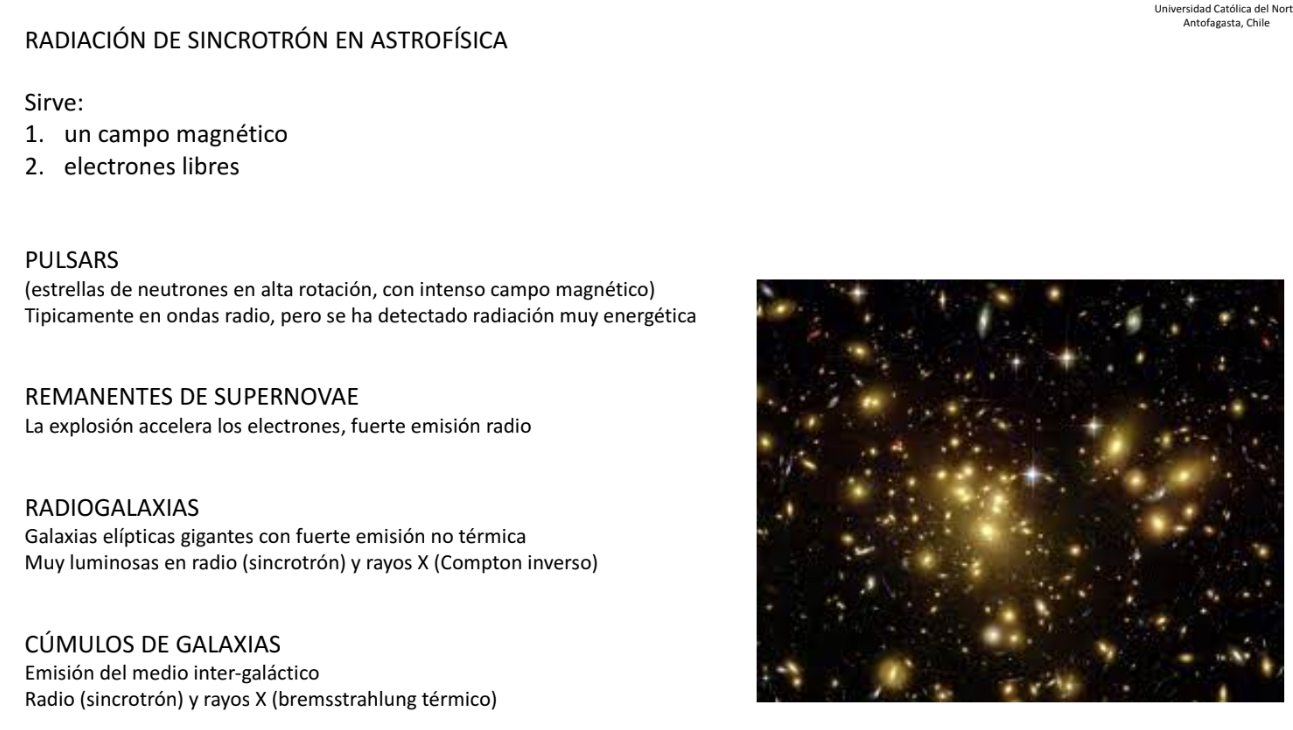 Universidad Católica del Nort
Antofagasta, Chile
RADIACIÓN DE SINCROTRÓN EN ASTROFÍSICA
Sirve:
1. un campo magnético
2. electrones libres
PULSARS
(estrellas de neutrones en alta rotación, con intenso campo magnético)
Tipicamente en ondas radio, pero se ha detectado radiación muy energética
REMANENTES DE SUPERNOVAE
La explosión accelera los electrones, fuerte emisión radio
RADIOGALAXIAS
Galaxias elípticas gigantes con fuerte emisión no térmica
Muy luminosas en radio (sincrotrón) y rayos X (Compton inverso)
CÚMULOS DE GALAXIAS
Emisión del medio inter-galáctico
Radio (sincrotrón) y rayos X (bremsstrahlung térmico)